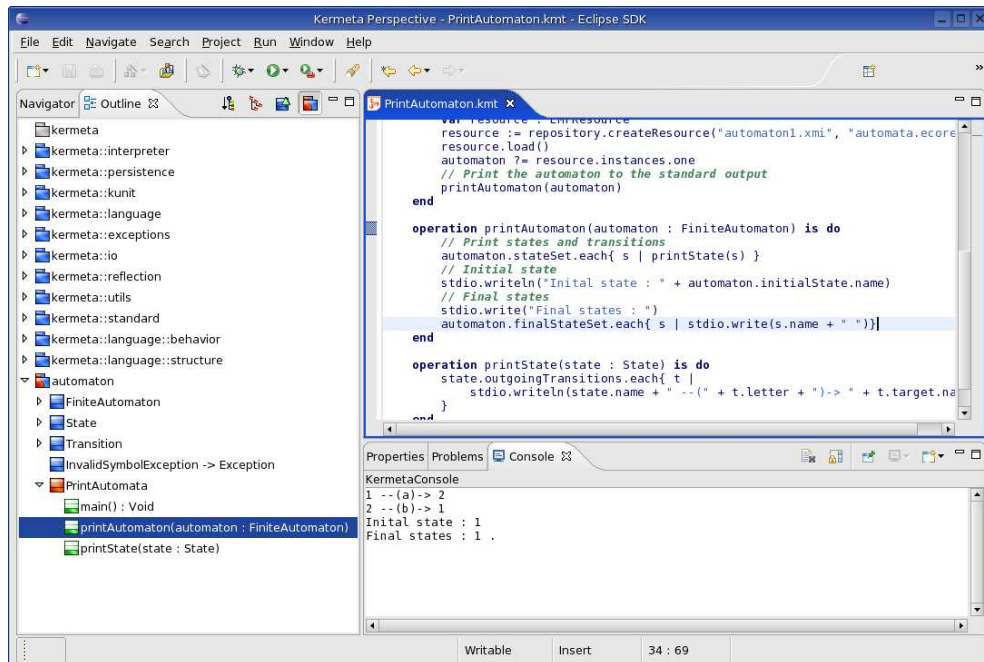 Kermeta Perspective - PrintAutomaton.kmt - Eclipse SDK
File Edit Navigate Search Project Run Window Help
Navigator Outline
kermeta
kermeta::interpreter
kermeta::persistence
kermeta::kunit
kermeta::language
kermeta::exceptions
kermeta::io
kermeta::reflection
kermeta::utils
kermeta::standard
kermeta::language::behavior
kermeta::language::structure
automaton
FiniteAutomaton
State
Transition
InvalidSymbolException -> Exception
PrintAutomata
main() : Void
printAutomaton(automaton : FiniteAutomaton)
printState(state : State)
PrintAutomaton.kmt
var resource : EMFResource
resource := repository.createResource("automaton1.xmi", "automata.ecore
resource.load()
automaton ?= resource.instances.one
// Print the automaton to the standard output
printAutomaton(automaton)
end
operation printAutomaton(automaton : FiniteAutomaton) is do
// Print states and transitions
automaton.stateSet.each{ s | printState(s) }
// Initial state
stdio.writeln("Inital state : " + automaton.initialState.name)
// Final states
stdio.write("Final states : ")
automaton.finalStateSet.each{ s | stdio.write(s.name + " ")}
end
operation printState(state : State) is do
state.outgoingTransitions.each{ t |
stdio.writeln(state.name + " --(" + t.letter + ")-> " + t.target.na
}
end
Properties Problems Console
KermetaConsole
1 --(a)-> 2
2 --(b)-> 1
Inital state : 1
Final states : 1 .
Writable Insert 34 : 69